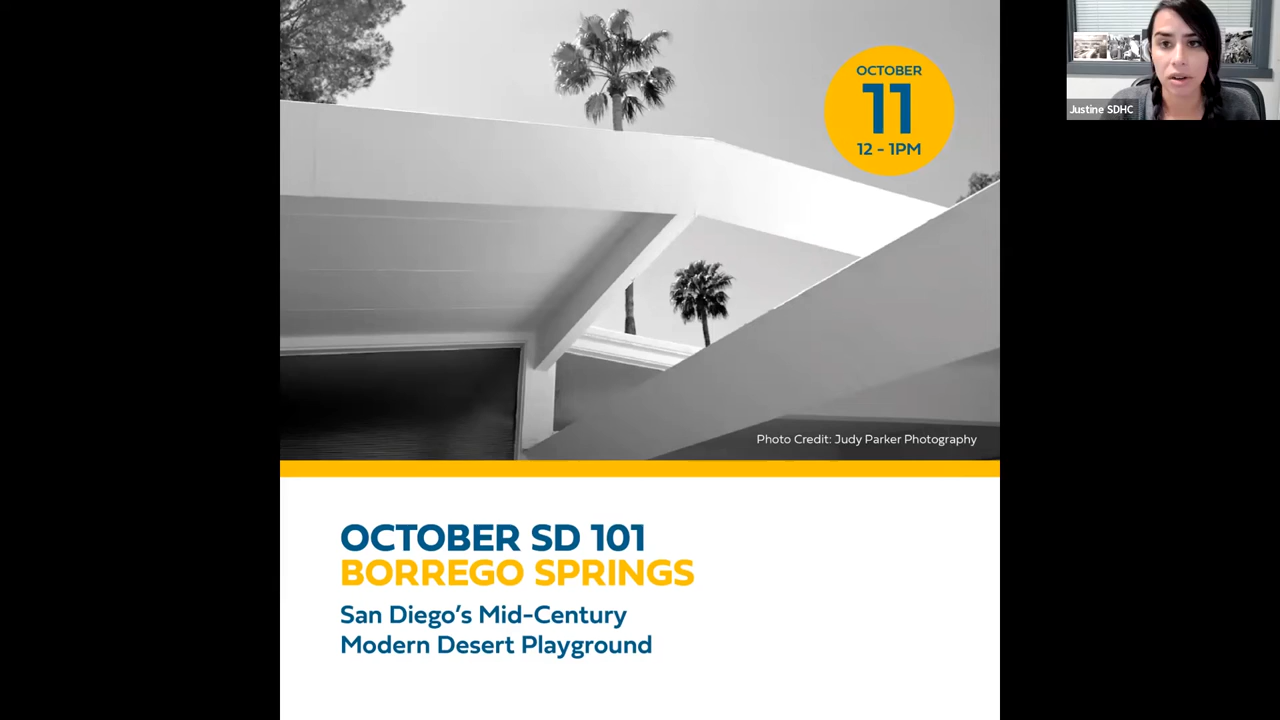 OCTOBER
11
12 - 1PM
Justine SDHC
Photo Credit: Judy Parker Photography
OCTOBER SD 101
BORREGO SPRINGS
San Diego's Mid-Century
Modern Desert Playground